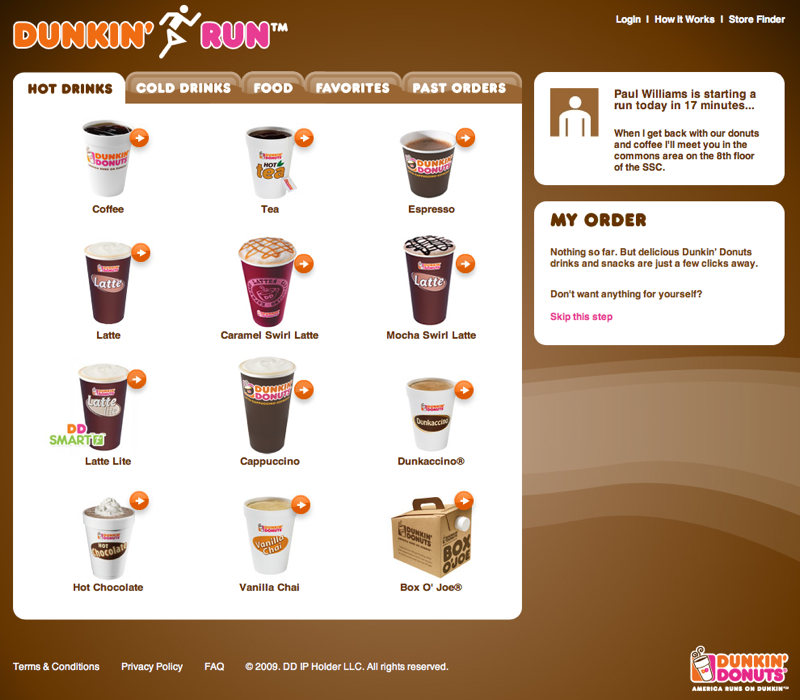 DUNKIN' RUN™
Login | How it Works | Store Finder
HOT DRINKS
COLD DRINKS
FOOD
FAVORITES
PAST ORDERS
DUNKIN' DONUTS
Coffee
DUNKIN' DONUTS
HOT
tea
Tea
DUNKIN' DONUTS
Espresso
Latte
Latte
LATTES
Caramel Swirl Latte
Latte
Mocha Swirl Latte
Latte
DD
SMART
Latte Lite
DUNKIN' DONUTS
Cappuccino
Dunkaccino
Dunkaccino®
HOT
Chocolate
Hot Chocolate
Vanilla
Chai
Vanilla Chai
DUNKIN' DONUTS
BOX
O' JOE
Box O' Joe®
Paul Williams is starting a
run today in 17 minutes...
When I get back with our donuts
and coffee I'll meet you in the
commons area on the 8th floor
of the SSC.
MY ORDER
Nothing so far. But delicious Dunkin' Donuts
drinks and snacks are just a few clicks away.
Don't want anything for yourself?
Skip this step
Terms & Conditions
Privacy Policy
FAQ
© 2009. DD IP Holder LLC. All rights reserved.
DD
DUNKIN'
DONUTS®
AMERICA RUNS ON DUNKIN'™